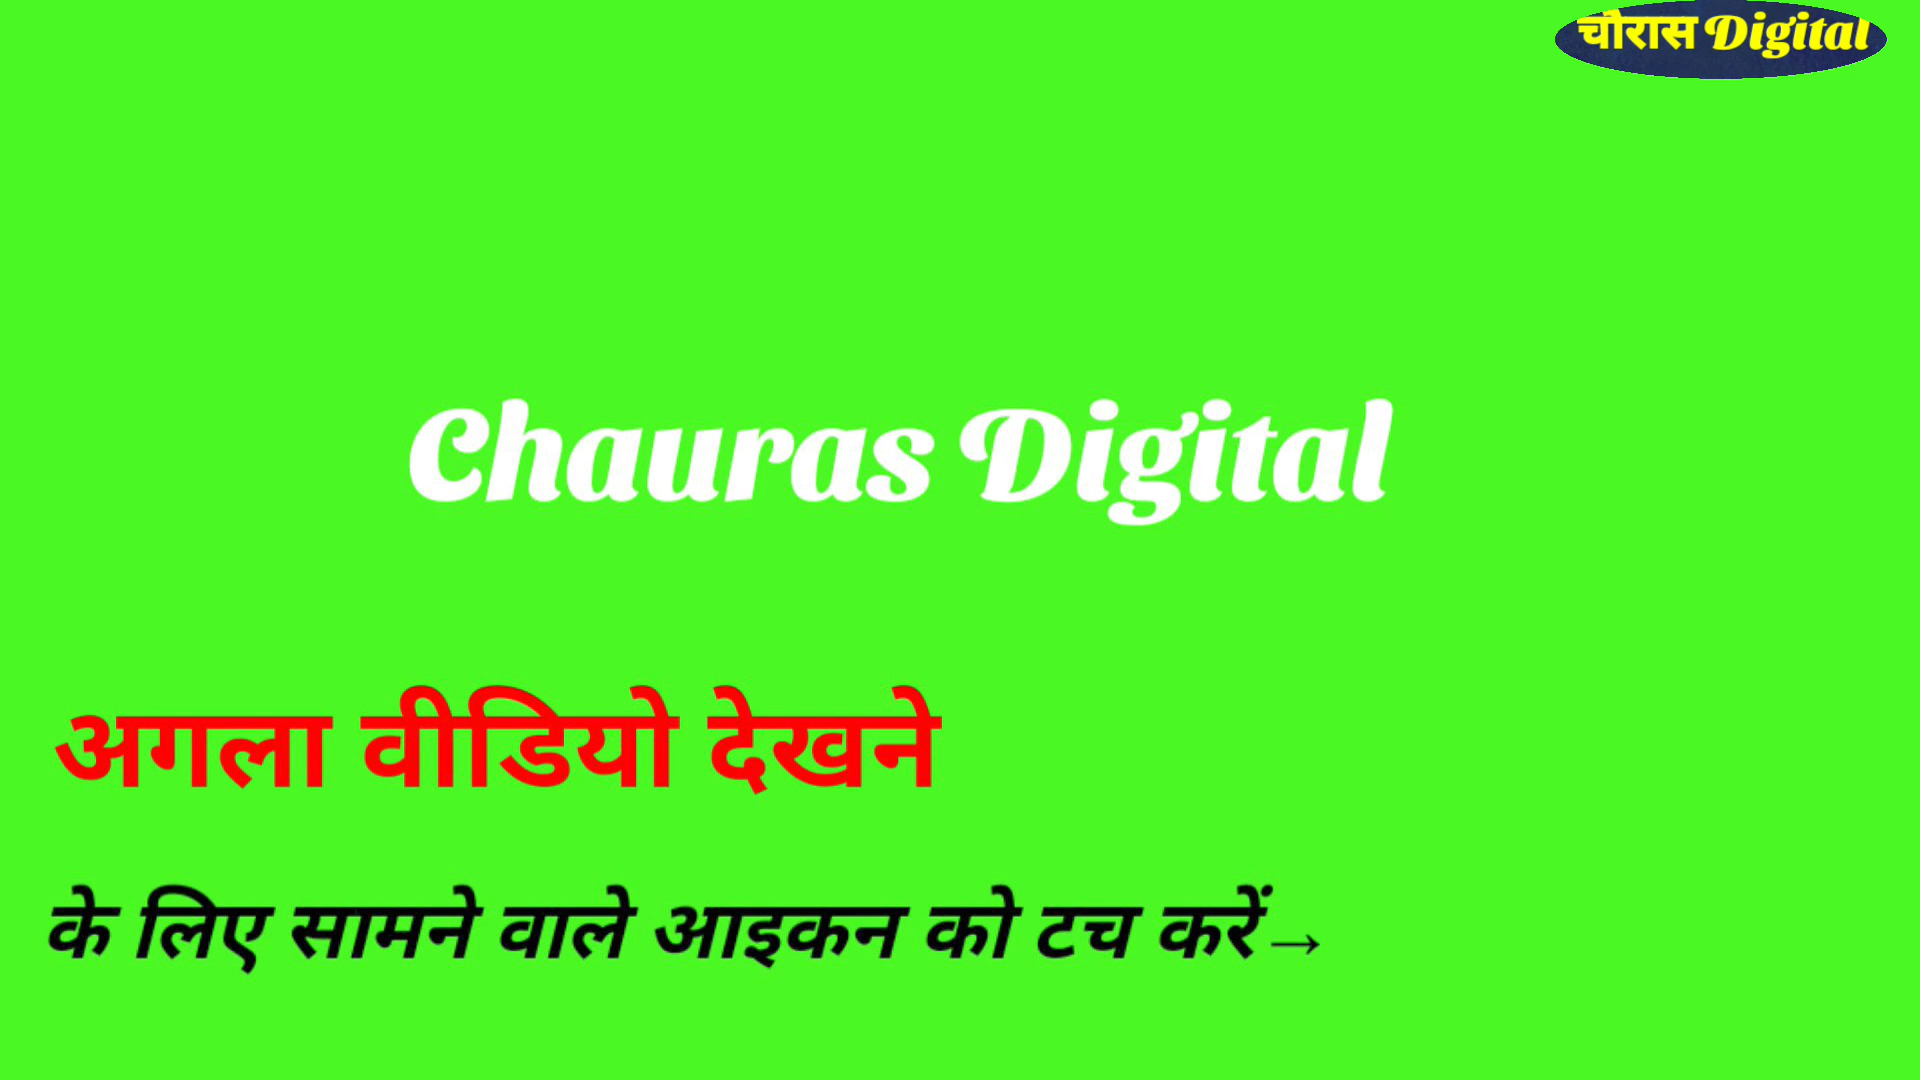 चौरास Digital
Chauras Digital
अगला वीडियो देखने
के लिए सामने वाले आइकन को टच करें→